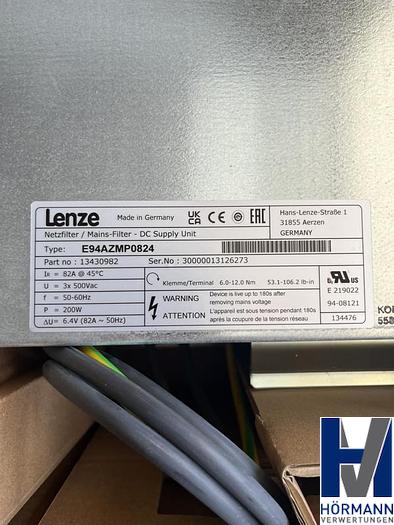 Lenze
Made in Germany
UK CA CE EAC
Hans-Lenze-Straße 1
31855 Aerzen
GERMANY
Netzfilter / Mains-Filter - DC Supply Unit
Type: E94AZMP0824
Part no : 13430982 Ser.No : 30000013126273
IR = 82A @ 45°C
U = 3x 500Vac
f = 50-60Hz
P = 200W
ΔU = 6.4V (82A ~ 50Hz)
Klemme/Terminal 6.0-12.0 Nm 53.1-106.2 lb-in
WARNING Device is live up to 180s after
removing mains voltage
ATTENTION L'appareil est sous tension pendant 180s
après la coupure de la tension réseau
c RU US
E 219022
94-08121
134476
HÖRMANN
VERWERTUNGEN